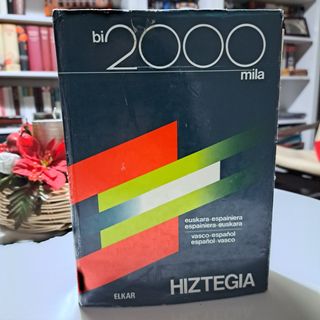 bi
2000
mila
euskara-espainiera
espainiera-euskara
vasco-español
español-vasco
ELKAR
HIZTEGIA